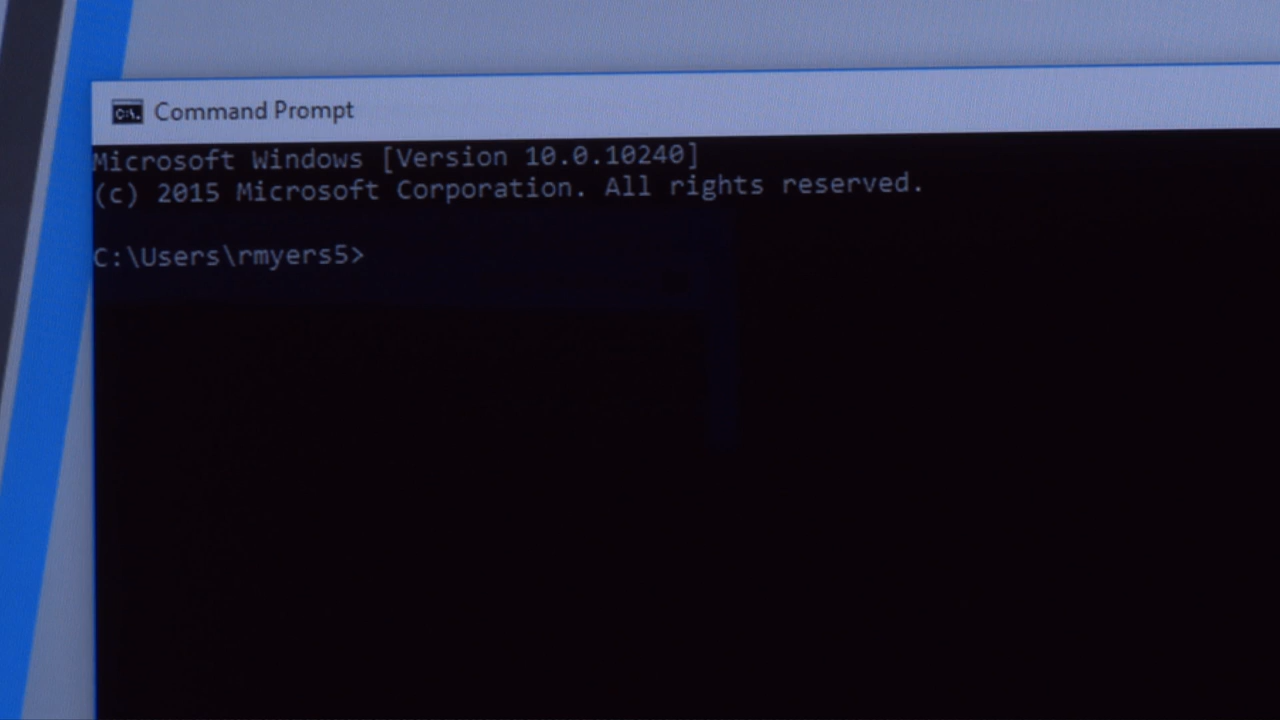 Command Prompt
Microsoft Windows [Version 10.0.10240]
(c) 2015 Microsoft Corporation. All rights reserved.
C:\Users\rmyers5>